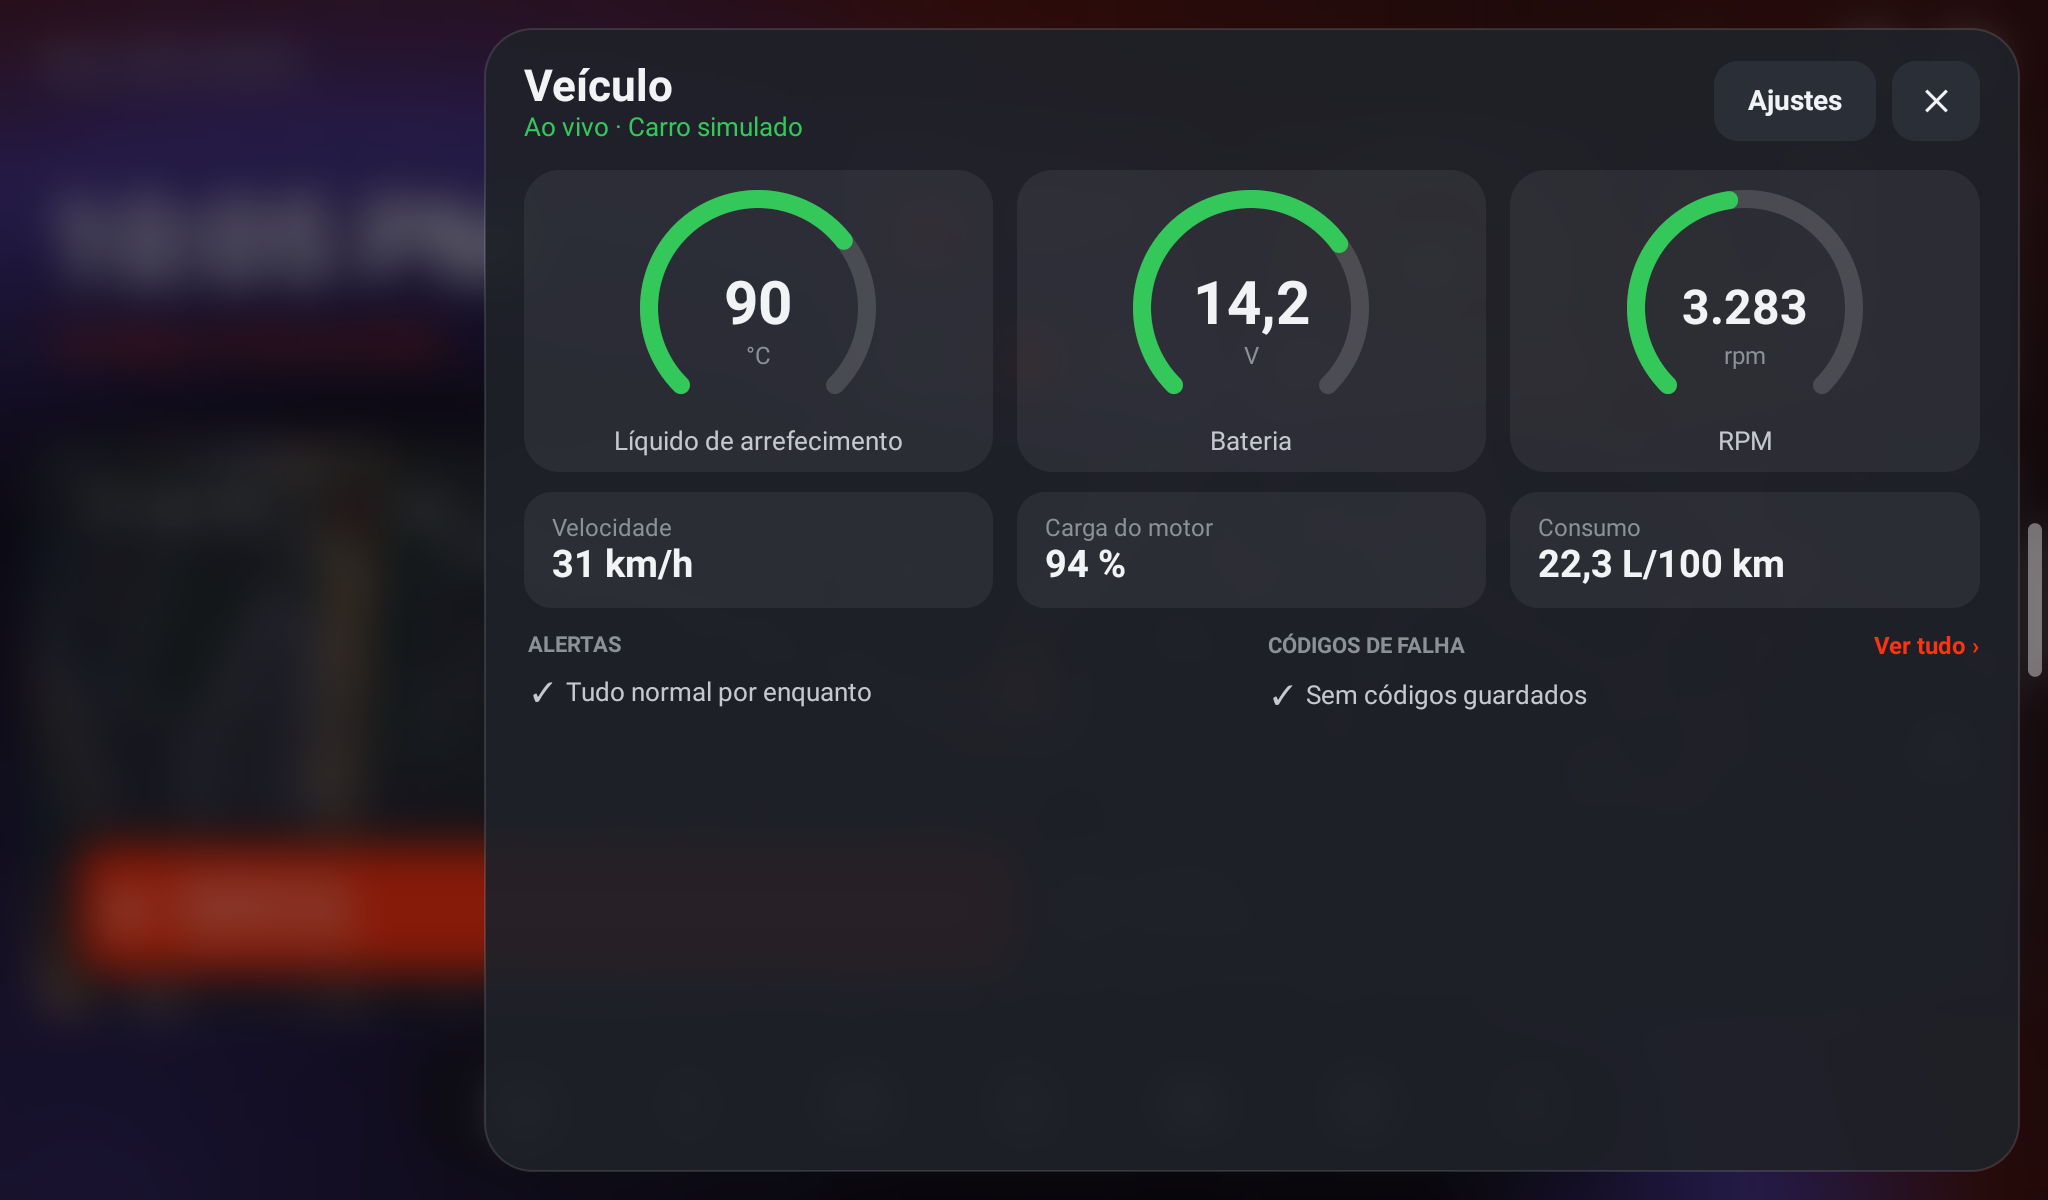 Veículo
Ao vivo · Carro simulado
Ajustes
90
°C
Líquido de arrefecimento
14,2
V
Bateria
3.283
rpm
RPM
Velocidade
31 km/h
Carga do motor
94 %
Consumo
22,3 L/100 km
ALERTAS
✓ Tudo normal por enquanto
CÓDIGOS DE FALHA
Ver tudo ›
✓ Sem códigos guardados